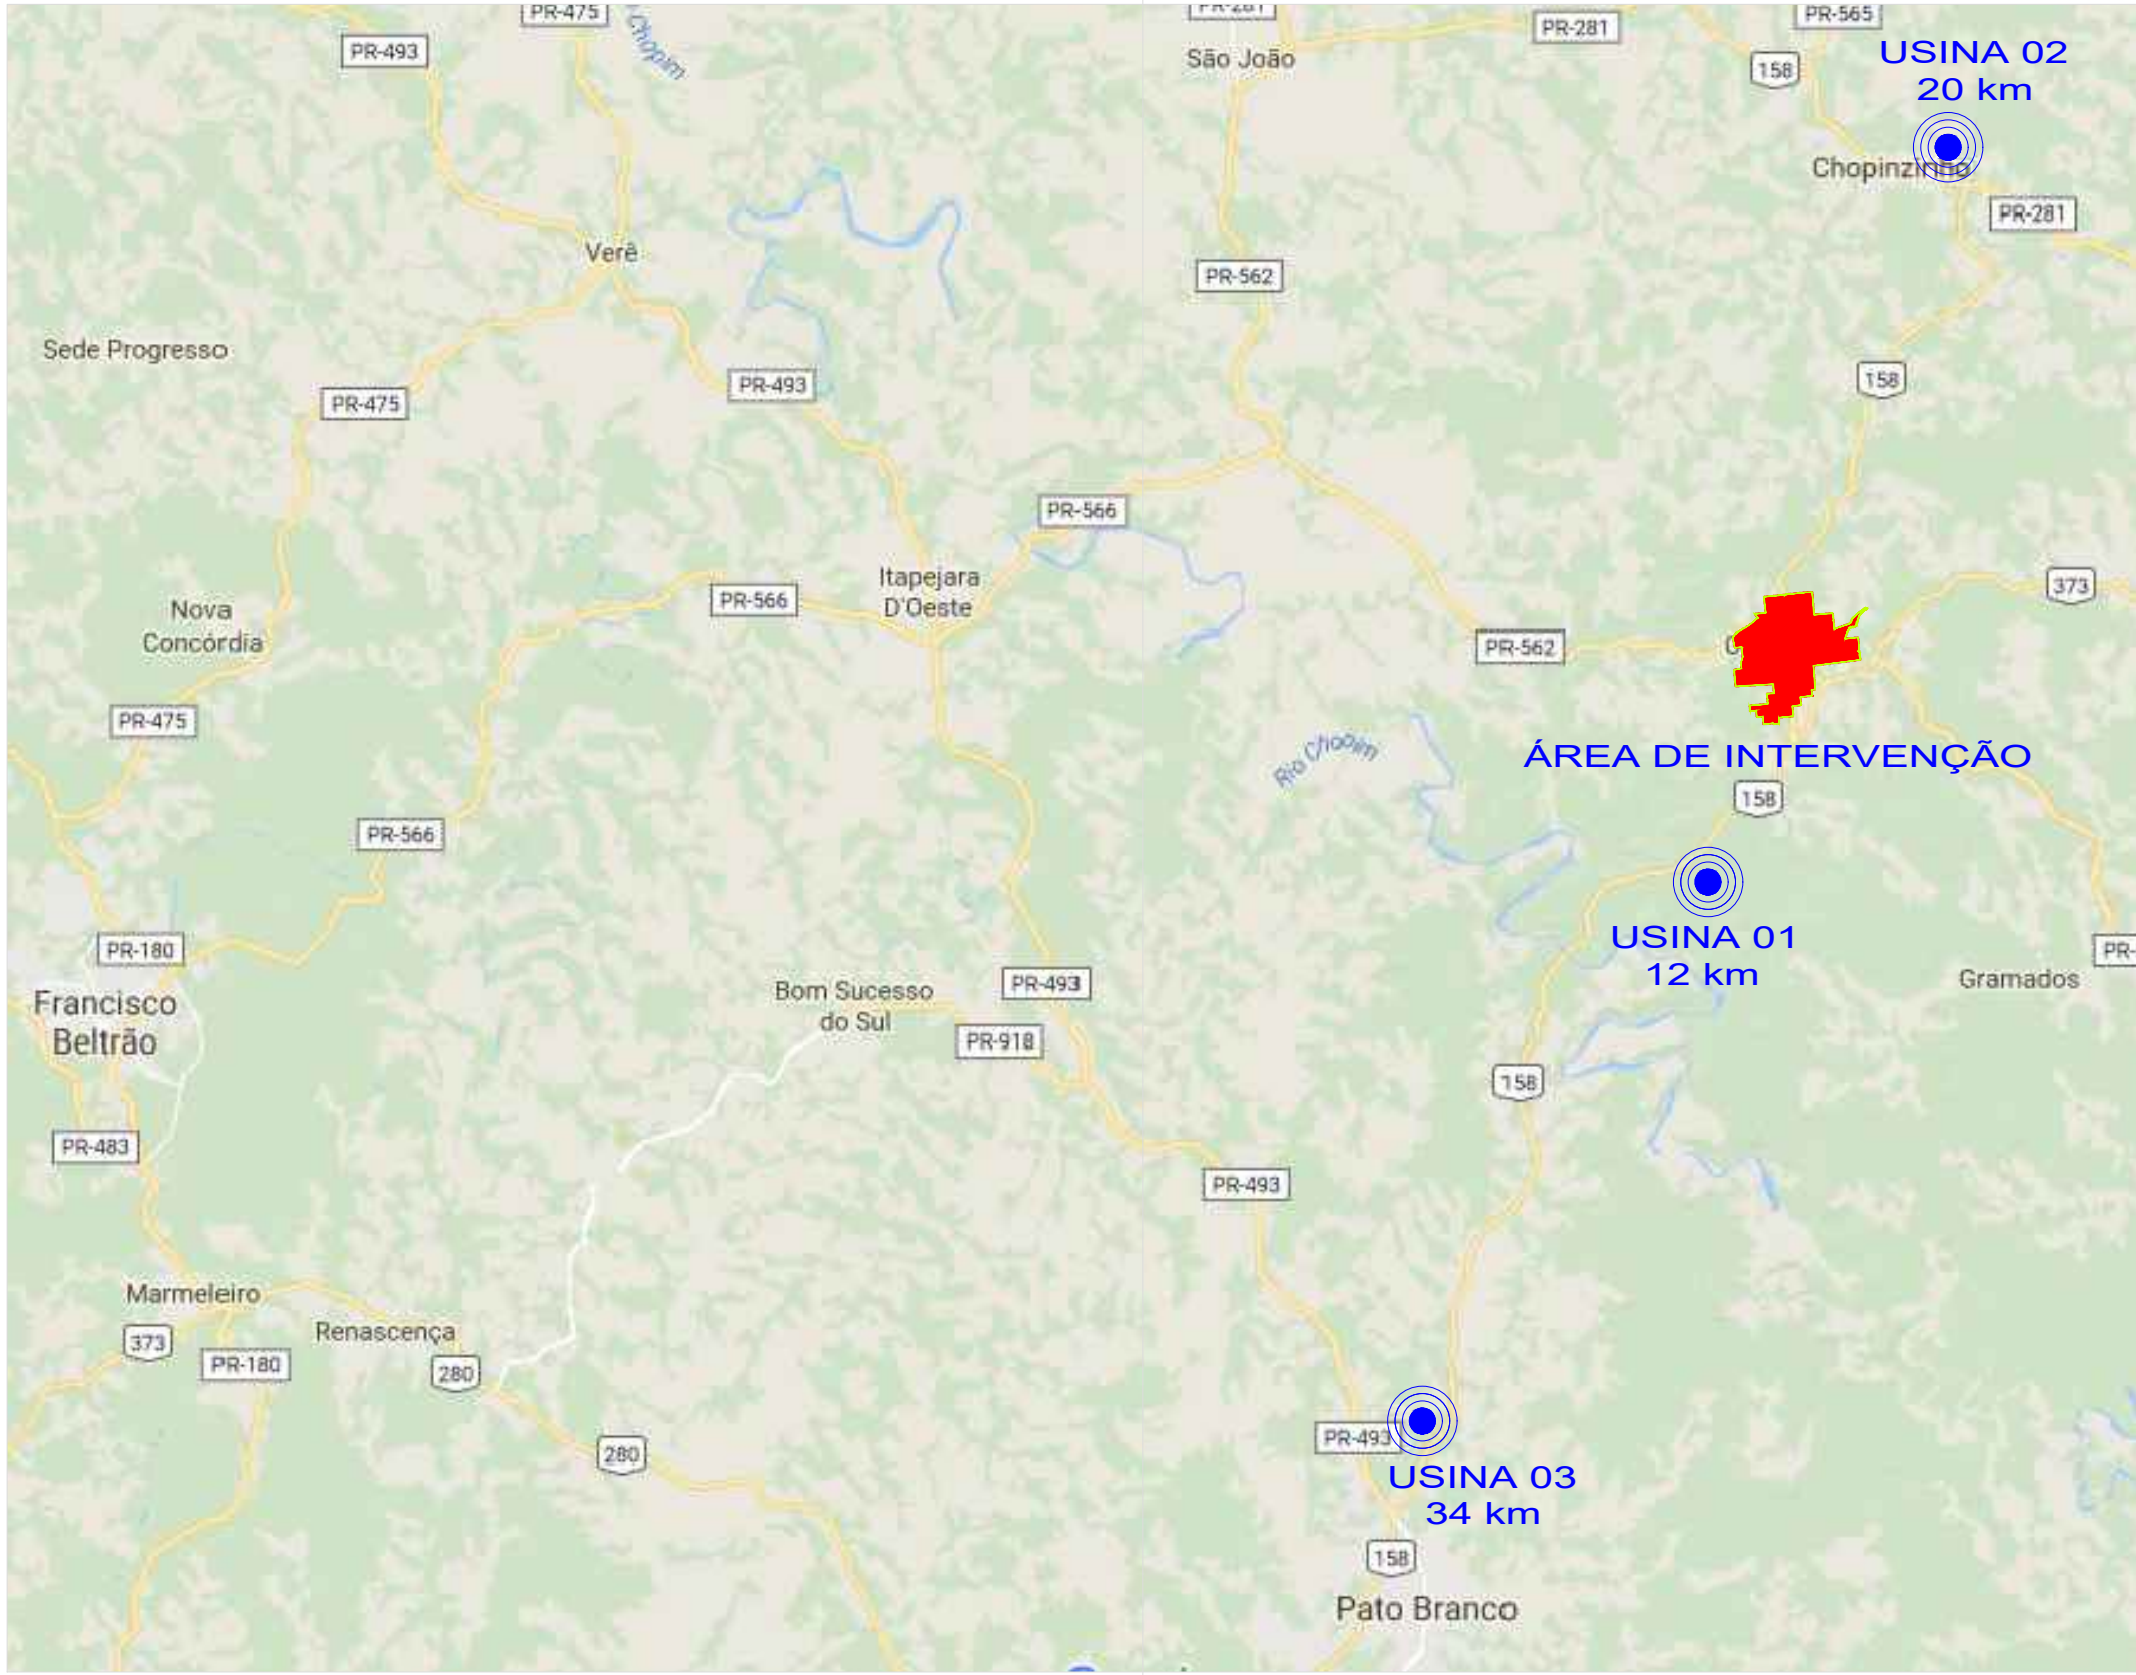 PR-475
PR-281
PR-565
PR-281
PR-493
Chopim
São João
158
USINA 02
20 km
Chopinzinho
PR-281
Verê
PR-562
Sede Progresso
PR-475
PR-493
158
PR-566
Itapejara
D'Oeste
PR-566
373
Nova
Concórdia
PR-562
PR-475
Rio Chopim
ÁREA DE INTERVENÇÃO
158
PR-566
USINA 01
12 km
PR-180
PR-
Gramados
Francisco
Beltrão
Bom Sucesso
do Sul
PR-493
PR-918
158
PR-483
PR-493
Marmeleiro
373
Renascença
PR-180
280
280
PR-493
USINA 03
34 km
158
Pato Branco